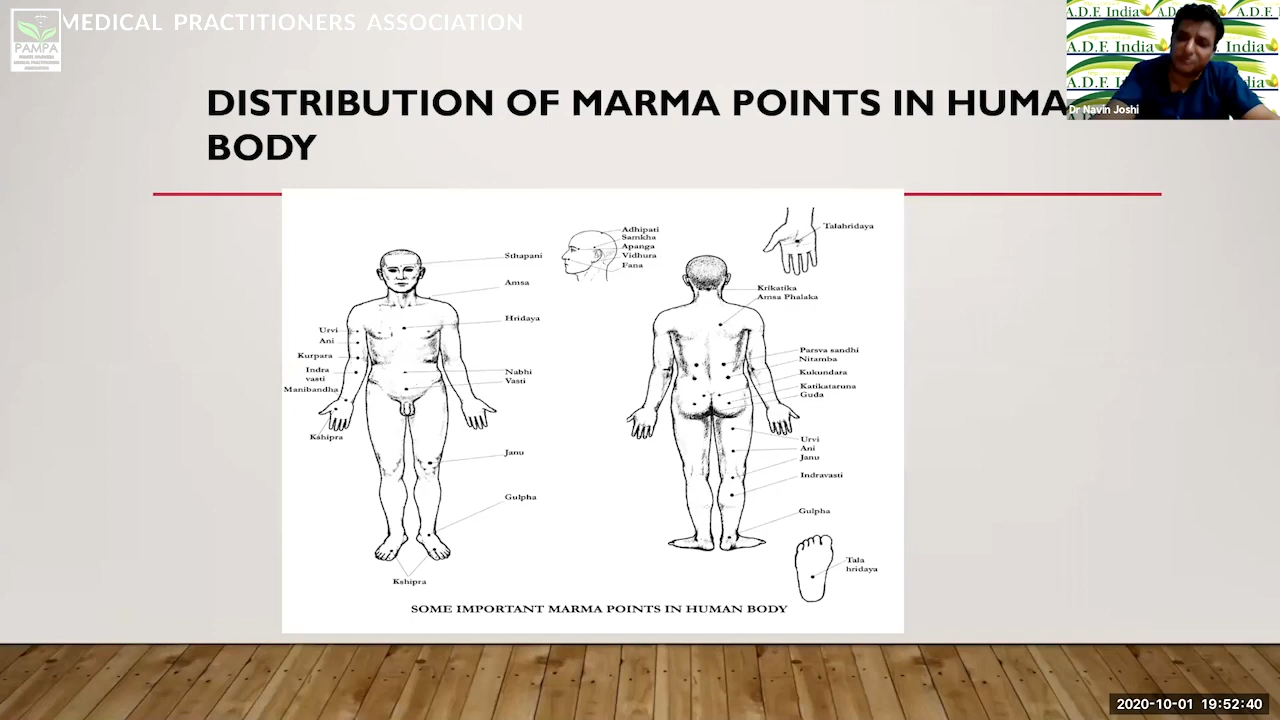 MEDICAL PRACTITIONERS ASSOCIATION
PAMPA
A.D.F. India
A.D.F. India
Dr Navin Joshi
DISTRIBUTION OF MARMA POINTS IN HUMA
BODY
Sthapani
Amsa
Hridaya
Urvi
Ani
Kurpara
Indra
vasti
Manibandha
Kshipra
Nabhi
Vasti
Janu
Gulpha
Kshipra
Adhipati
Samkha
Apanga
Vidhura
Fana
Talahridaya
Krikatika
Amsa Phalaka
Parsva sandhi
Nitamba
Kukundara
Katikataruna
Guda
Urvi
Ani
Janu
Indravasti
Gulpha
Tala
hridaya
SOME IMPORTANT MARMA POINTS IN HUMAN BODY
2020-10-01 19:52:40